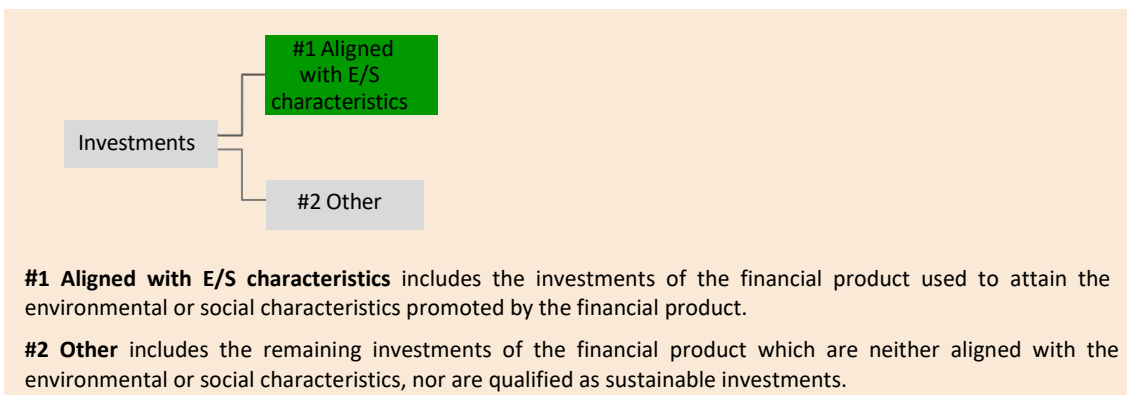 #1 Aligned
with E/S
characteristics
Investments
#2 Other
#1 Aligned with E/S characteristics includes the investments of the financial product used to attain the
environmental or social characteristics promoted by the financial product.
#2 Other includes the remaining investments of the financial product which are neither aligned with the
environmental or social characteristics, nor are qualified as sustainable investments.